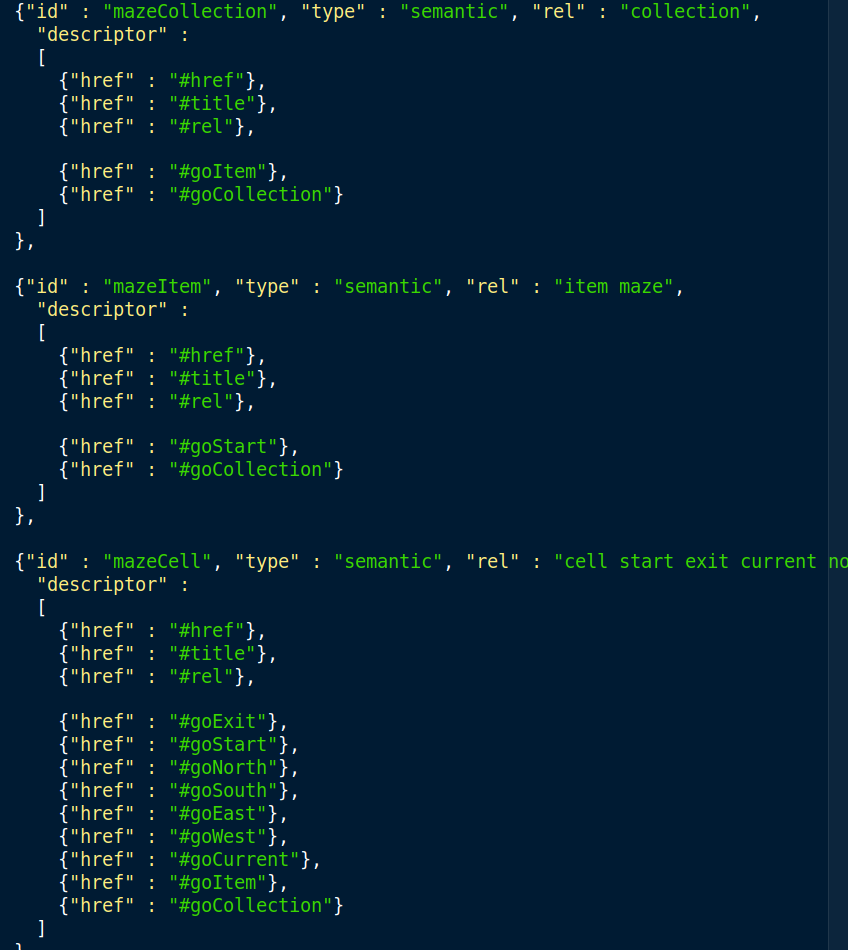 {"id" : "mazeCollection", "type" : "semantic", "rel" : "collection",
"descriptor" :
[
{"href" : "#href"},
{"href" : "#title"},
{"href" : "#rel"},
{"href" : "#goItem"},
{"href" : "#goCollection"}
]
},
{"id" : "mazeItem", "type" : "semantic", "rel" : "item maze",
"descriptor" :
[
{"href" : "#href"},
{"href" : "#title"},
{"href" : "#rel"},
{"href" : "#goStart"},
{"href" : "#goCollection"}
]
},
{"id" : "mazeCell", "type" : "semantic", "rel" : "cell start exit current no
"descriptor" :
[
{"href" : "#href"},
{"href" : "#title"},
{"href" : "#rel"},
{"href" : "#goExit"},
{"href" : "#goStart"},
{"href" : "#goNorth"},
{"href" : "#goSouth"},
{"href" : "#goEast"},
{"href" : "#goWest"},
{"href" : "#goCurrent"},
{"href" : "#goItem"},
{"href" : "#goCollection"}
]